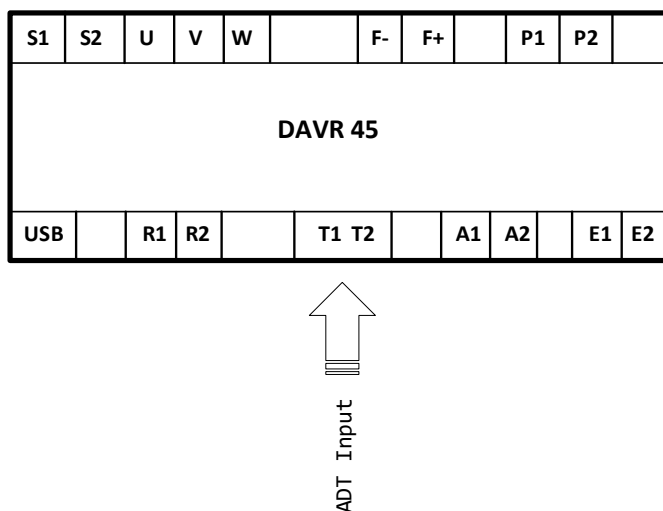 S1 S2 U V W F- F+ P1 P2
DAVR 45
USB R1 R2 T1 T2 A1 A2 E1 E2
ADT Input